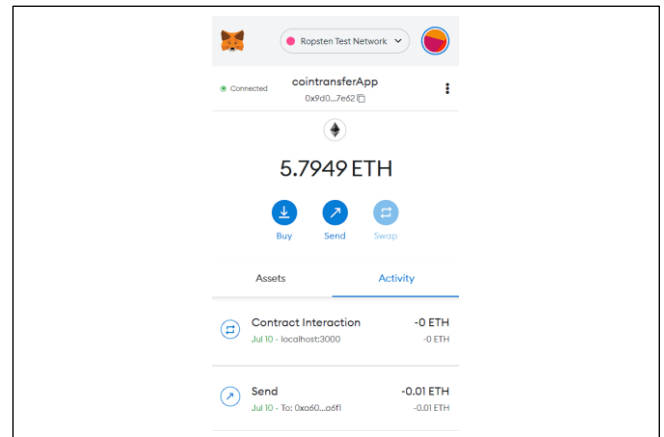 Ropsten Test Network
Connected
cointransferApp
0x9d0...7e62
5.7949 ETH
Buy
Send
Swap
Assets
Activity
Contract Interaction
-0 ETH
Jul 10 - localhost:3000
-0 ETH
Send
-0.01 ETH
Jul 10 - To: 0xa60...a6f1
-0.01 ETH